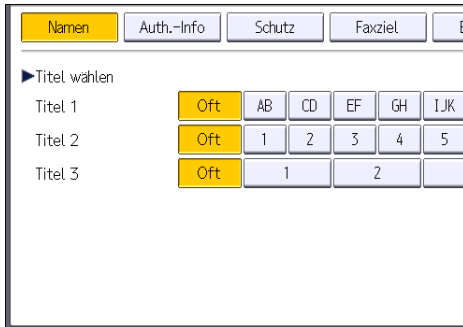 Namen Auth.-Info Schutz Faxziel E
▶Titel wählen
Titel 1 Oft AB CD EF GH IJK
Titel 2 Oft 1 2 3 4 5
Titel 3 Oft 1 2